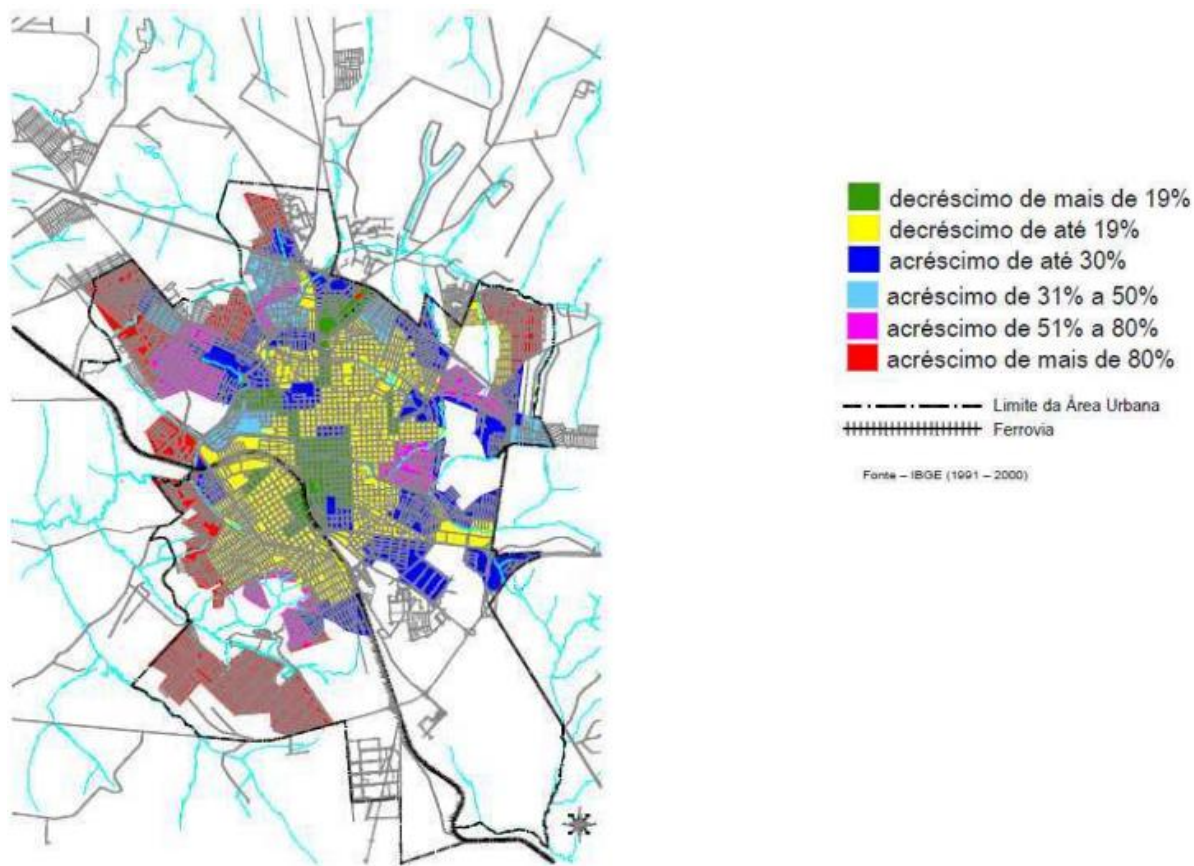 decréscimo de mais de 19%
decréscimo de até 19%
acréscimo de até 30%
acréscimo de 31% a 50%
acréscimo de 51% a 80%
acréscimo de mais de 80%
Limite da Área Urbana
Ferrovia
Fonte – IBGE (1991 – 2000)